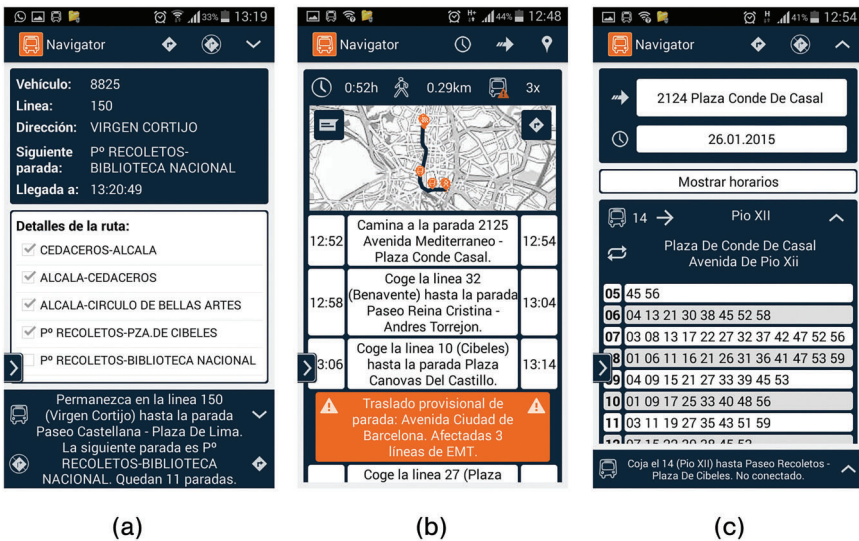 33% 13:19
Navigator
Vehículo: 8825
Linea: 150
Dirección: VIRGEN CORTIJO
Siguiente parada: Pº RECOLETOS-
BIBLIOTECA NACIONAL
Llegada a: 13:20:49
Detalles de la ruta:
CEDACEROS-ALCALA
ALCALA-CEDACEROS
ALCALA-CIRCULO DE BELLAS ARTES
Pº RECOLETOS-PZA.DE CIBELES
Pº RECOLETOS-BIBLIOTECA NACIONAL
Permanezca en la linea 150
(Virgen Cortijo) hasta la parada
Paseo Castellana - Plaza De Lima.
La siguiente parada es Pº
RECOLETOS-BIBLIOTECA
NACIONAL. Quedan 11 paradas.
(a)
44% 12:48
Navigator
0:52h 0.29km 3x
12:52 Camina a la parada 2125 12:54
Avenida Mediterraneo -
Plaza Conde Casal.
12:58 Coge la linea 32 13:04
(Benavente) hasta la parada
Paseo Reina Cristina -
Andres Torrejon.
3:06 Coge la linea 10 (Cibeles) 13:14
hasta la parada Plaza
Canovas Del Castillo.
Traslado provisional de
parada: Avenida Ciudad de
Barcelona. Afectadas 3
líneas de EMT.
Coge la linea 27 (Plaza
(b)
H 41% 12:54
Navigator
2124 Plaza Conde De Casal
26.01.2015
Mostrar horarios
14 → Pio XII
Plaza De Conde De Casal
Avenida De Pio Xii
05 45 56
06 04 13 21 30 38 45 52 58
07 03 08 13 17 22 27 32 37 42 47 52 56
8 01 06 11 16 21 26 31 36 41 47 53 59
9 04 09 15 21 27 33 39 45 53
10 01 09 17 25 33 40 48 56
11 03 11 19 27 35 43 51 59
Coja el 14 (Pio XII) hasta Paseo Recoletos -
Plaza De Cibeles. No conectado.
(c)